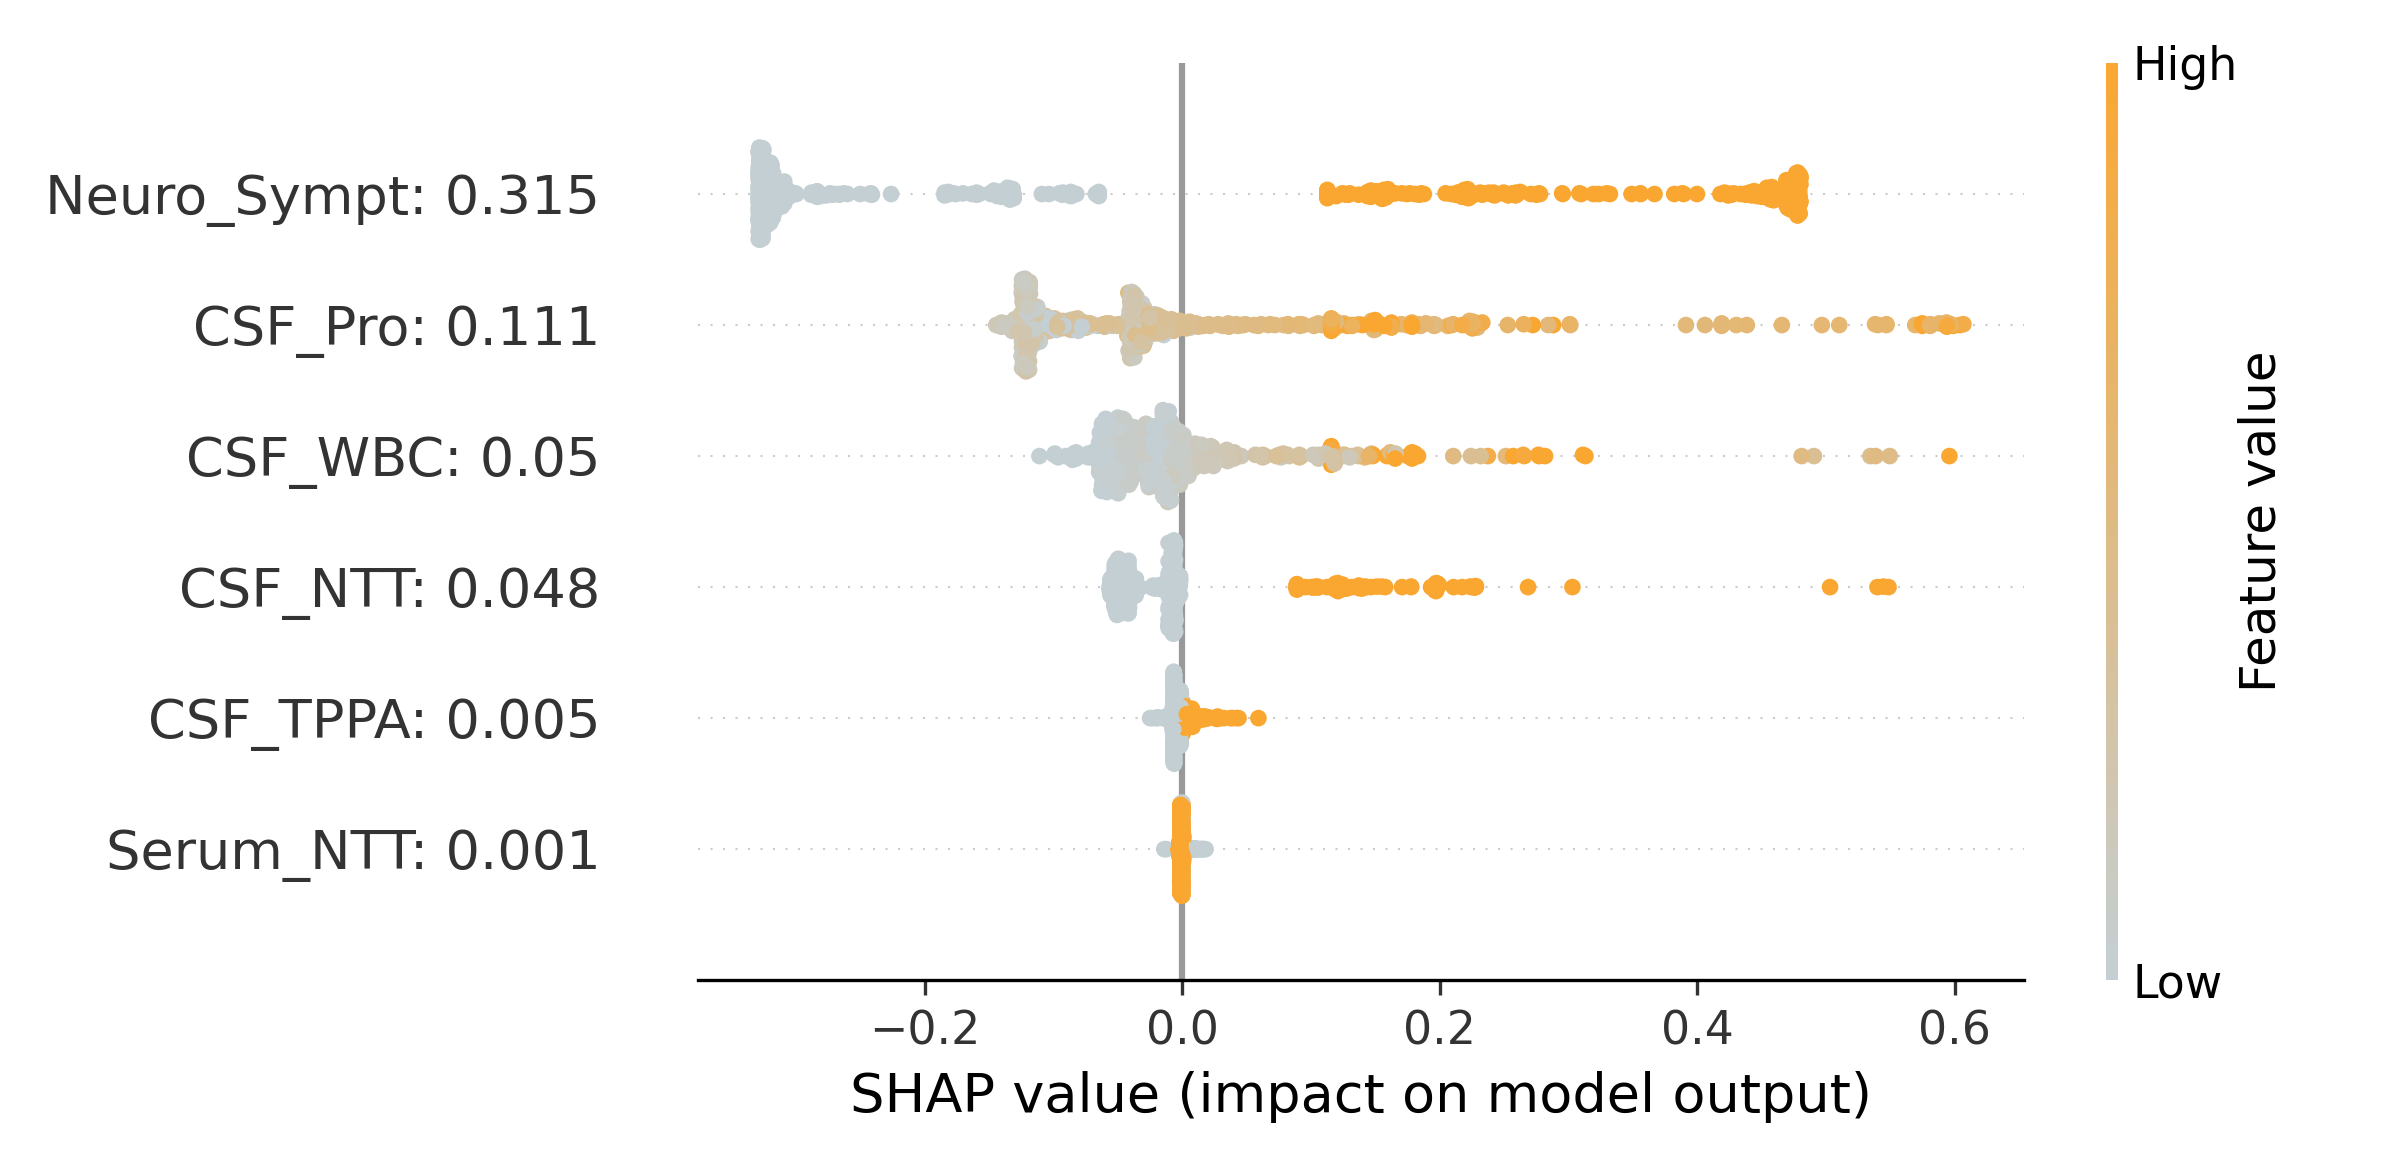 High
Neuro_Sympt: 0.315
CSF_Pro: 0.111
CSF_WBC: 0.05
CSF_NTT: 0.048
CSF_TPPA: 0.005
Serum_NTT: 0.001
Feature value
Low
−0.2 0.0 0.2 0.4 0.6
SHAP value (impact on model output)